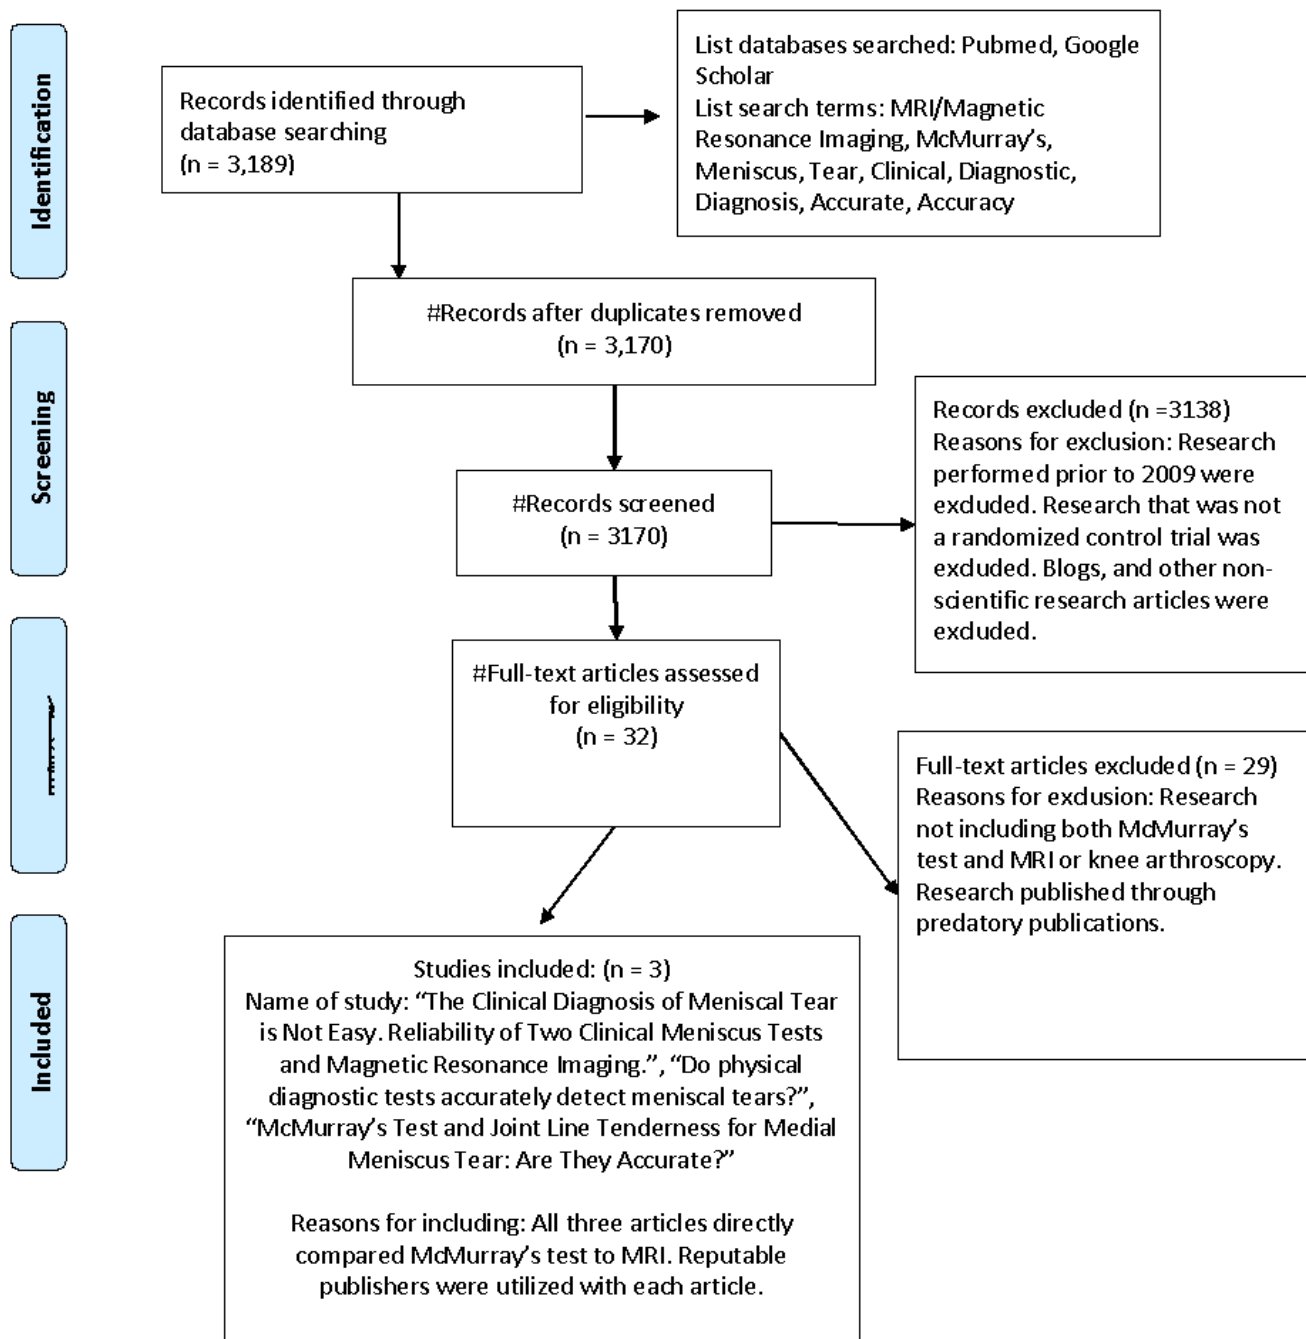 Identification
Records identified through
database searching
(n = 3,189)
List databases searched: Pubmed, Google
Scholar
List search terms: MRI/Magnetic
Resonance Imaging, McMurray's,
Meniscus, Tear, Clinical, Diagnostic,
Diagnosis, Accurate, Accuracy
#Records after duplicates removed
(n = 3,170)
Screening
#Records screened
(n = 3170)
Records excluded (n =3138)
Reasons for exclusion: Research
performed prior to 2009 were
excluded. Research that was not
a randomized control trial was
excluded. Blogs, and other non-
scientific research articles were
excluded.
#Full-text articles assessed
for eligibility
(n = 32)
Full-text articles excluded (n = 29)
Reasons for exclusion: Research
not including both McMurray's
test and MRI or knee arthroscopy.
Research published through
predatory publications.
Included
Studies included: (n = 3)
Name of study: “The Clinical Diagnosis of Meniscal Tear
is Not Easy. Reliability of Two Clinical Meniscus Tests
and Magnetic Resonance Imaging.”, “Do physical
diagnostic tests accurately detect meniscal tears?”,
“McMurray’s Test and Joint Line Tenderness for Medial
Meniscus Tear: Are They Accurate?”
Reasons for including: All three articles directly
compared McMurray’s test to MRI. Reputable
publishers were utilized with each article.